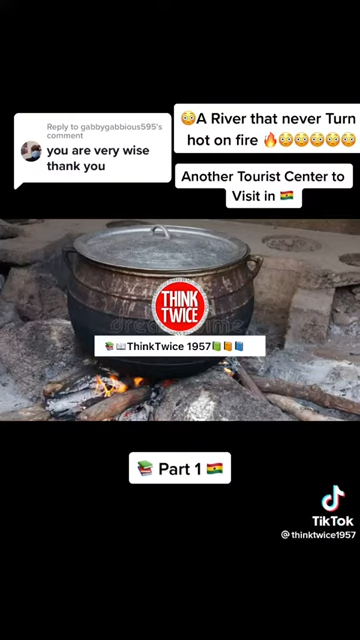 Reply to gabbygabbious595's
comment
you are very wise
thank you
😳A River that never Turn
hot on fire 🔥😳😳😳😳😳
Another Tourist Center to
Visit in 🇬🇭
THINK
TWICE
dreamstime
📚📖ThinkTwice 1957📗📙📘
📚 Part 1 🇬🇭
TikTok
@thinktwice1957